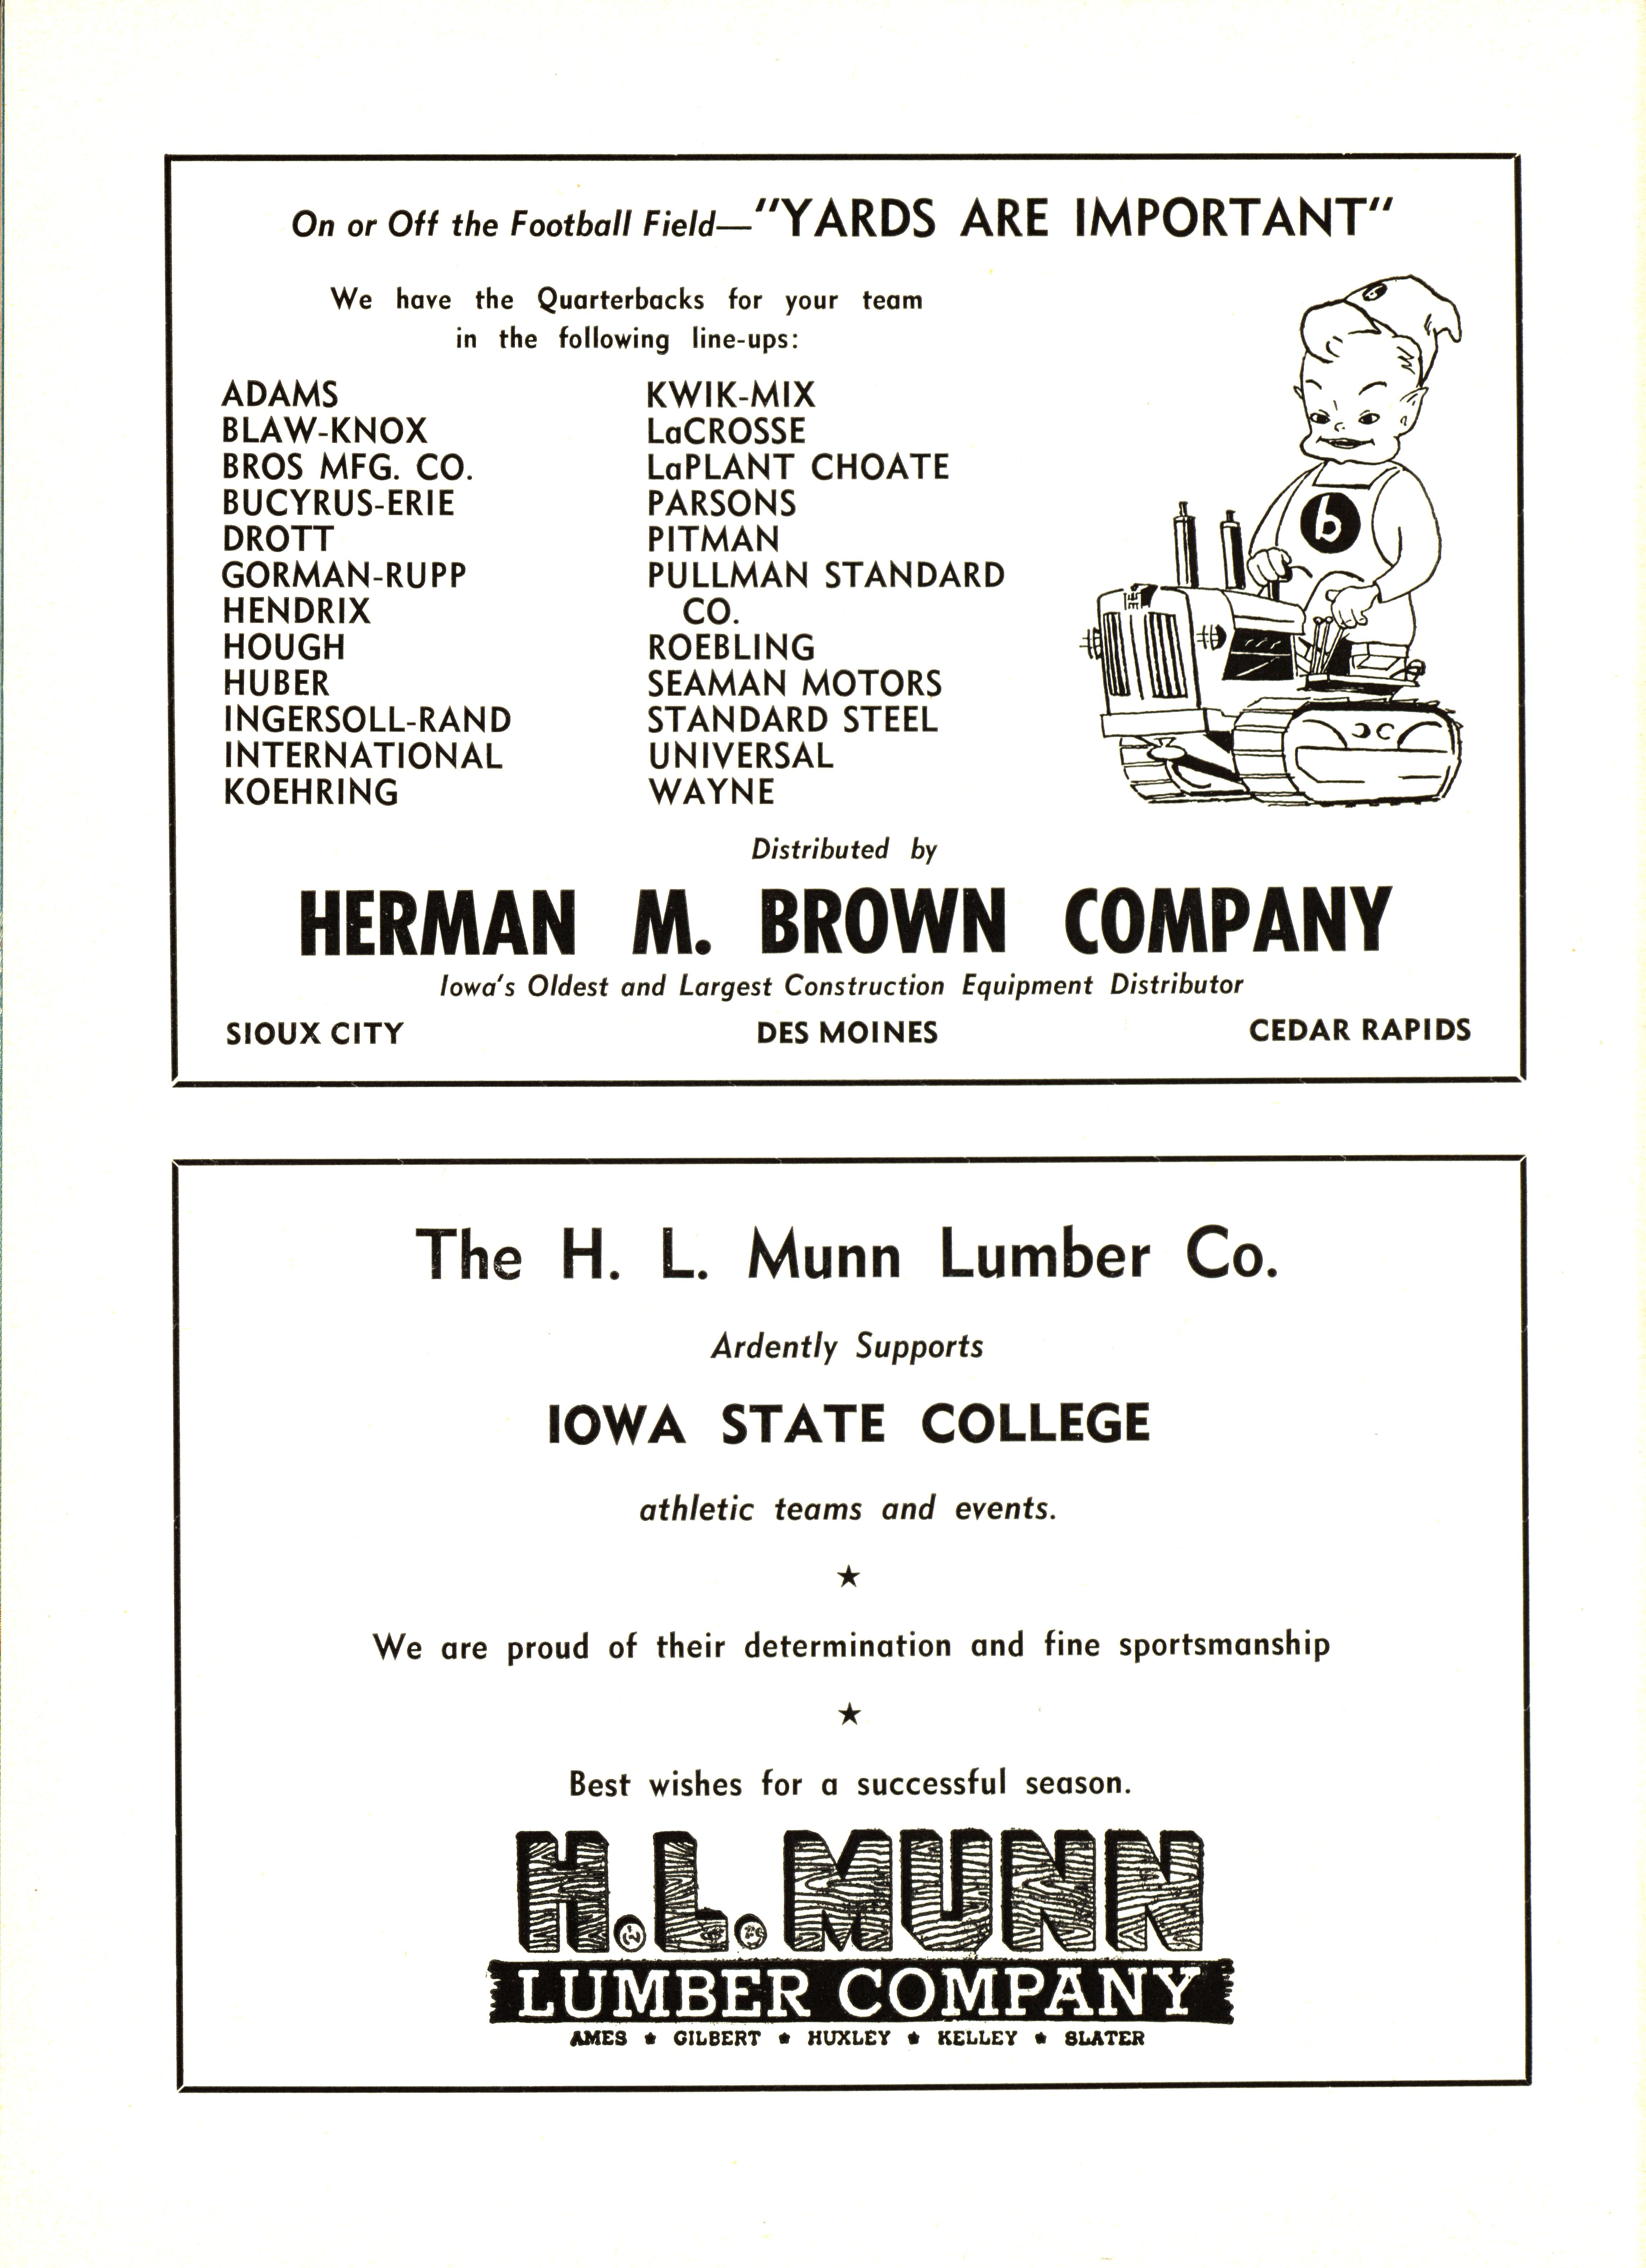 On or Off the Football Field—"YARDS ARE IMPORTANT"
We have the Quarterbacks for your team
in the following line-ups:
ADAMS
BLAW-KNOX
BROS MFG. CO.
BUCYRUS-ERIE
DROTT
GORMAN-RUPP
HENDRIX
HOUGH
HUBER
INGERSOLL-RAND
INTERNATIONAL
KOEHRING
KWIK-MIX
LaCROSSE
LaPLANT CHOATE
PARSONS
PITMAN
PULLMAN STANDARD
CO.
ROEBLING
SEAMAN MOTORS
STANDARD STEEL
UNIVERSAL
WAYNE
b
b
Distributed by
HERMAN M. BROWN COMPANY
Iowa's Oldest and Largest Construction Equipment Distributor
SIOUX CITY DES MOINES CEDAR RAPIDS
The H. L. Munn Lumber Co.
Ardently Supports
IOWA STATE COLLEGE
athletic teams and events.
★
We are proud of their determination and fine sportsmanship
★
Best wishes for a successful season.
H.L. MUNN
LUMBER COMPANY
AMES ★ GILBERT ★ HUXLEY ★ KELLEY ★ SLATER